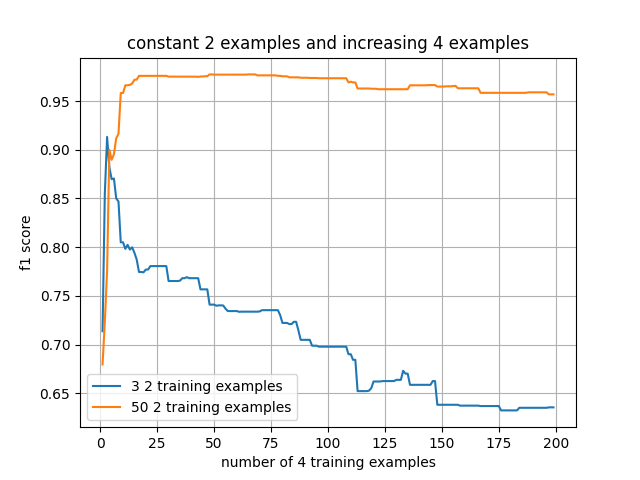 constant 2 examples and increasing 4 examples
f1 score
0.95
0.90
0.85
0.80
0.75
0.70
0.65
3 2 training examples
50 2 training examples
0 25 50 75 100 125 150 175 200
number of 4 training examples